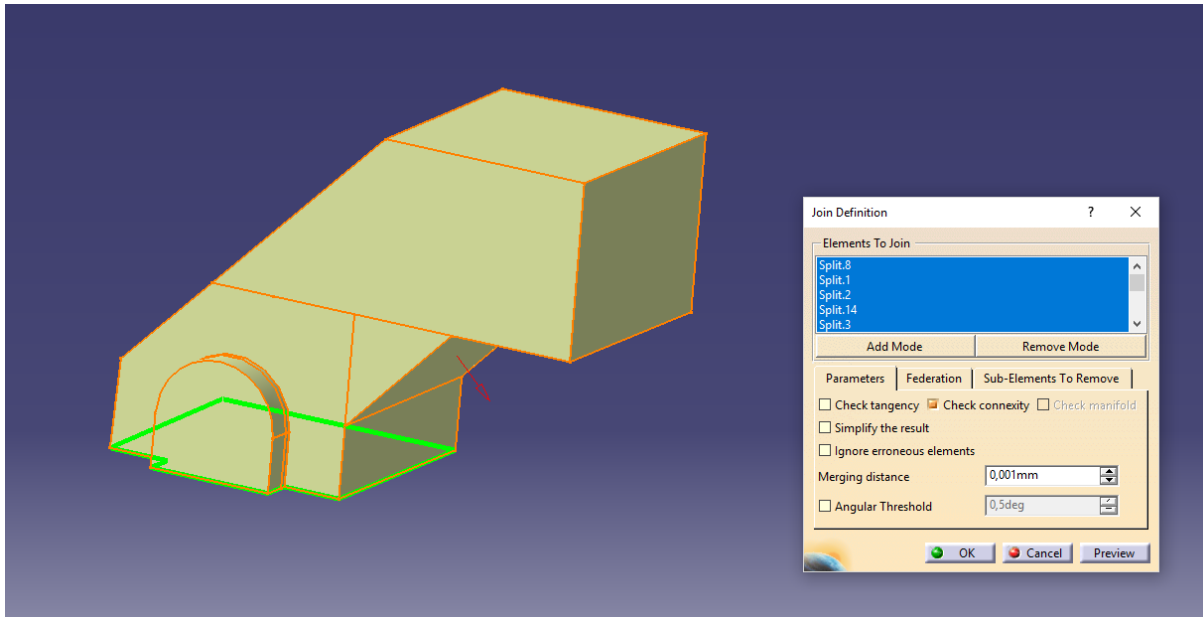 Join Definition ? ×
Elements To Join
Split.8
Split.1
Split.2
Split.14
Split.3
Add Mode Remove Mode
Parameters Federation Sub-Elements To Remove
Check tangency Check connexity Check manifold
Simplify the result
Ignore erroneous elements
Merging distance 0,001mm
Angular Threshold 0,5deg
OK Cancel Preview